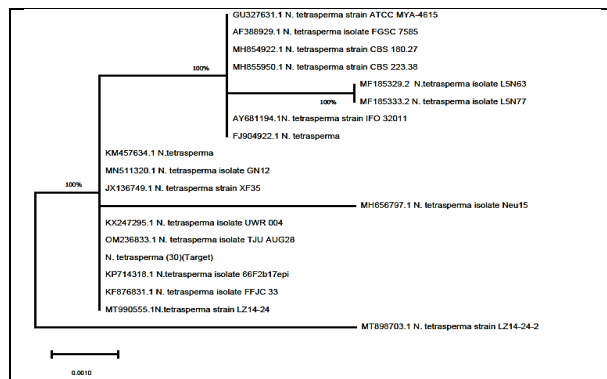 GU327631.1 N. tetrasperma strain ATCC MYA-4615
AF388929.1 N. tetrasperma isolate FGSC 7585
MH854922.1 N. tetrasperma strain CBS 180.27
MH855950.1 N. tetrasperma strain CBS 223.38
100%
MF185329.2 N.tetrasperma isolate L5N63
100%
MF185333.2 N.tetrasperma isolate L5N77
AY681194.1N. tetrasperma strain IFO 32011
FJ904922.1 N. tetrasperma
KM457634.1 N.tetrasperma
MN511320.1 N. tetrasperma isolate GN12
100%
JX136749.1 N. tetrasperma strain XF35
MH656797.1 N. tetrasperma isolate Neu15
KX247295.1 N. tetrasperma isolate UWR 004
OM236833.1 N. tetrasperma isolate TJU AUG28
N. tetrasperma (30)(Target)
KP714318.1 N.tetrasperma isolate 66F2b17epi
KF876831.1 N. tetrasperma isolate FFJC 33
MT990555.1N.tetrasperma strain LZ14-24
MT898703.1 N. tetrasperma strain LZ14-24-2
0.0010